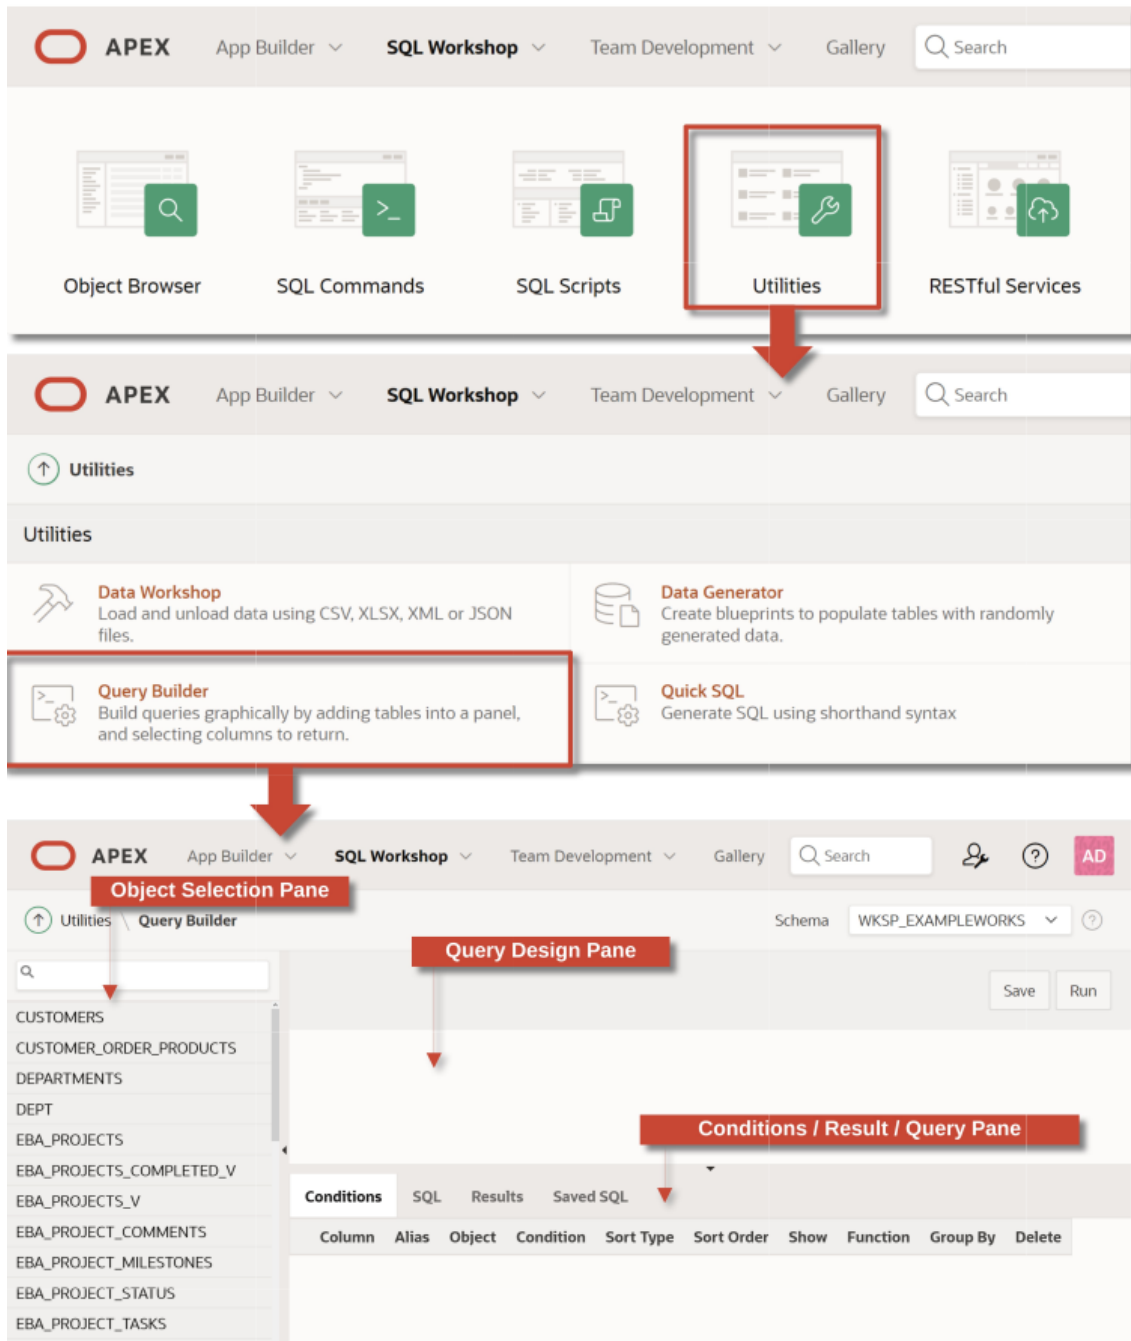 APEX App Builder SQL Workshop Team Development Gallery Search
Object Browser SQL Commands SQL Scripts Utilities RESTful Services
APEX App Builder SQL Workshop Team Development Gallery Search
Utilities
Utilities
Data Workshop
Load and unload data using CSV, XLSX, XML or JSON
files.
Data Generator
Create blueprints to populate tables with randomly
generated data.
Query Builder
Build queries graphically by adding tables into a panel,
and selecting columns to return.
Quick SQL
Generate SQL using shorthand syntax
APEX App Builder SQL Workshop Team Development Gallery Search AD
Object Selection Pane
Utilities \ Query Builder Schema WKSP_EXAMPLEWORKS
Query Design Pane
Save Run
CUSTOMERS
CUSTOMER_ORDER_PRODUCTS
DEPARTMENTS
DEPT
EBA_PROJECTS
EBA_PROJECTS_COMPLETED_V
EBA_PROJECTS_V
EBA_PROJECT_COMMENTS
EBA_PROJECT_MILESTONES
EBA_PROJECT_STATUS
EBA_PROJECT_TASKS
Conditions / Result / Query Pane
Conditions SQL Results Saved SQL
Column Alias Object Condition Sort Type Sort Order Show Function Group By Delete